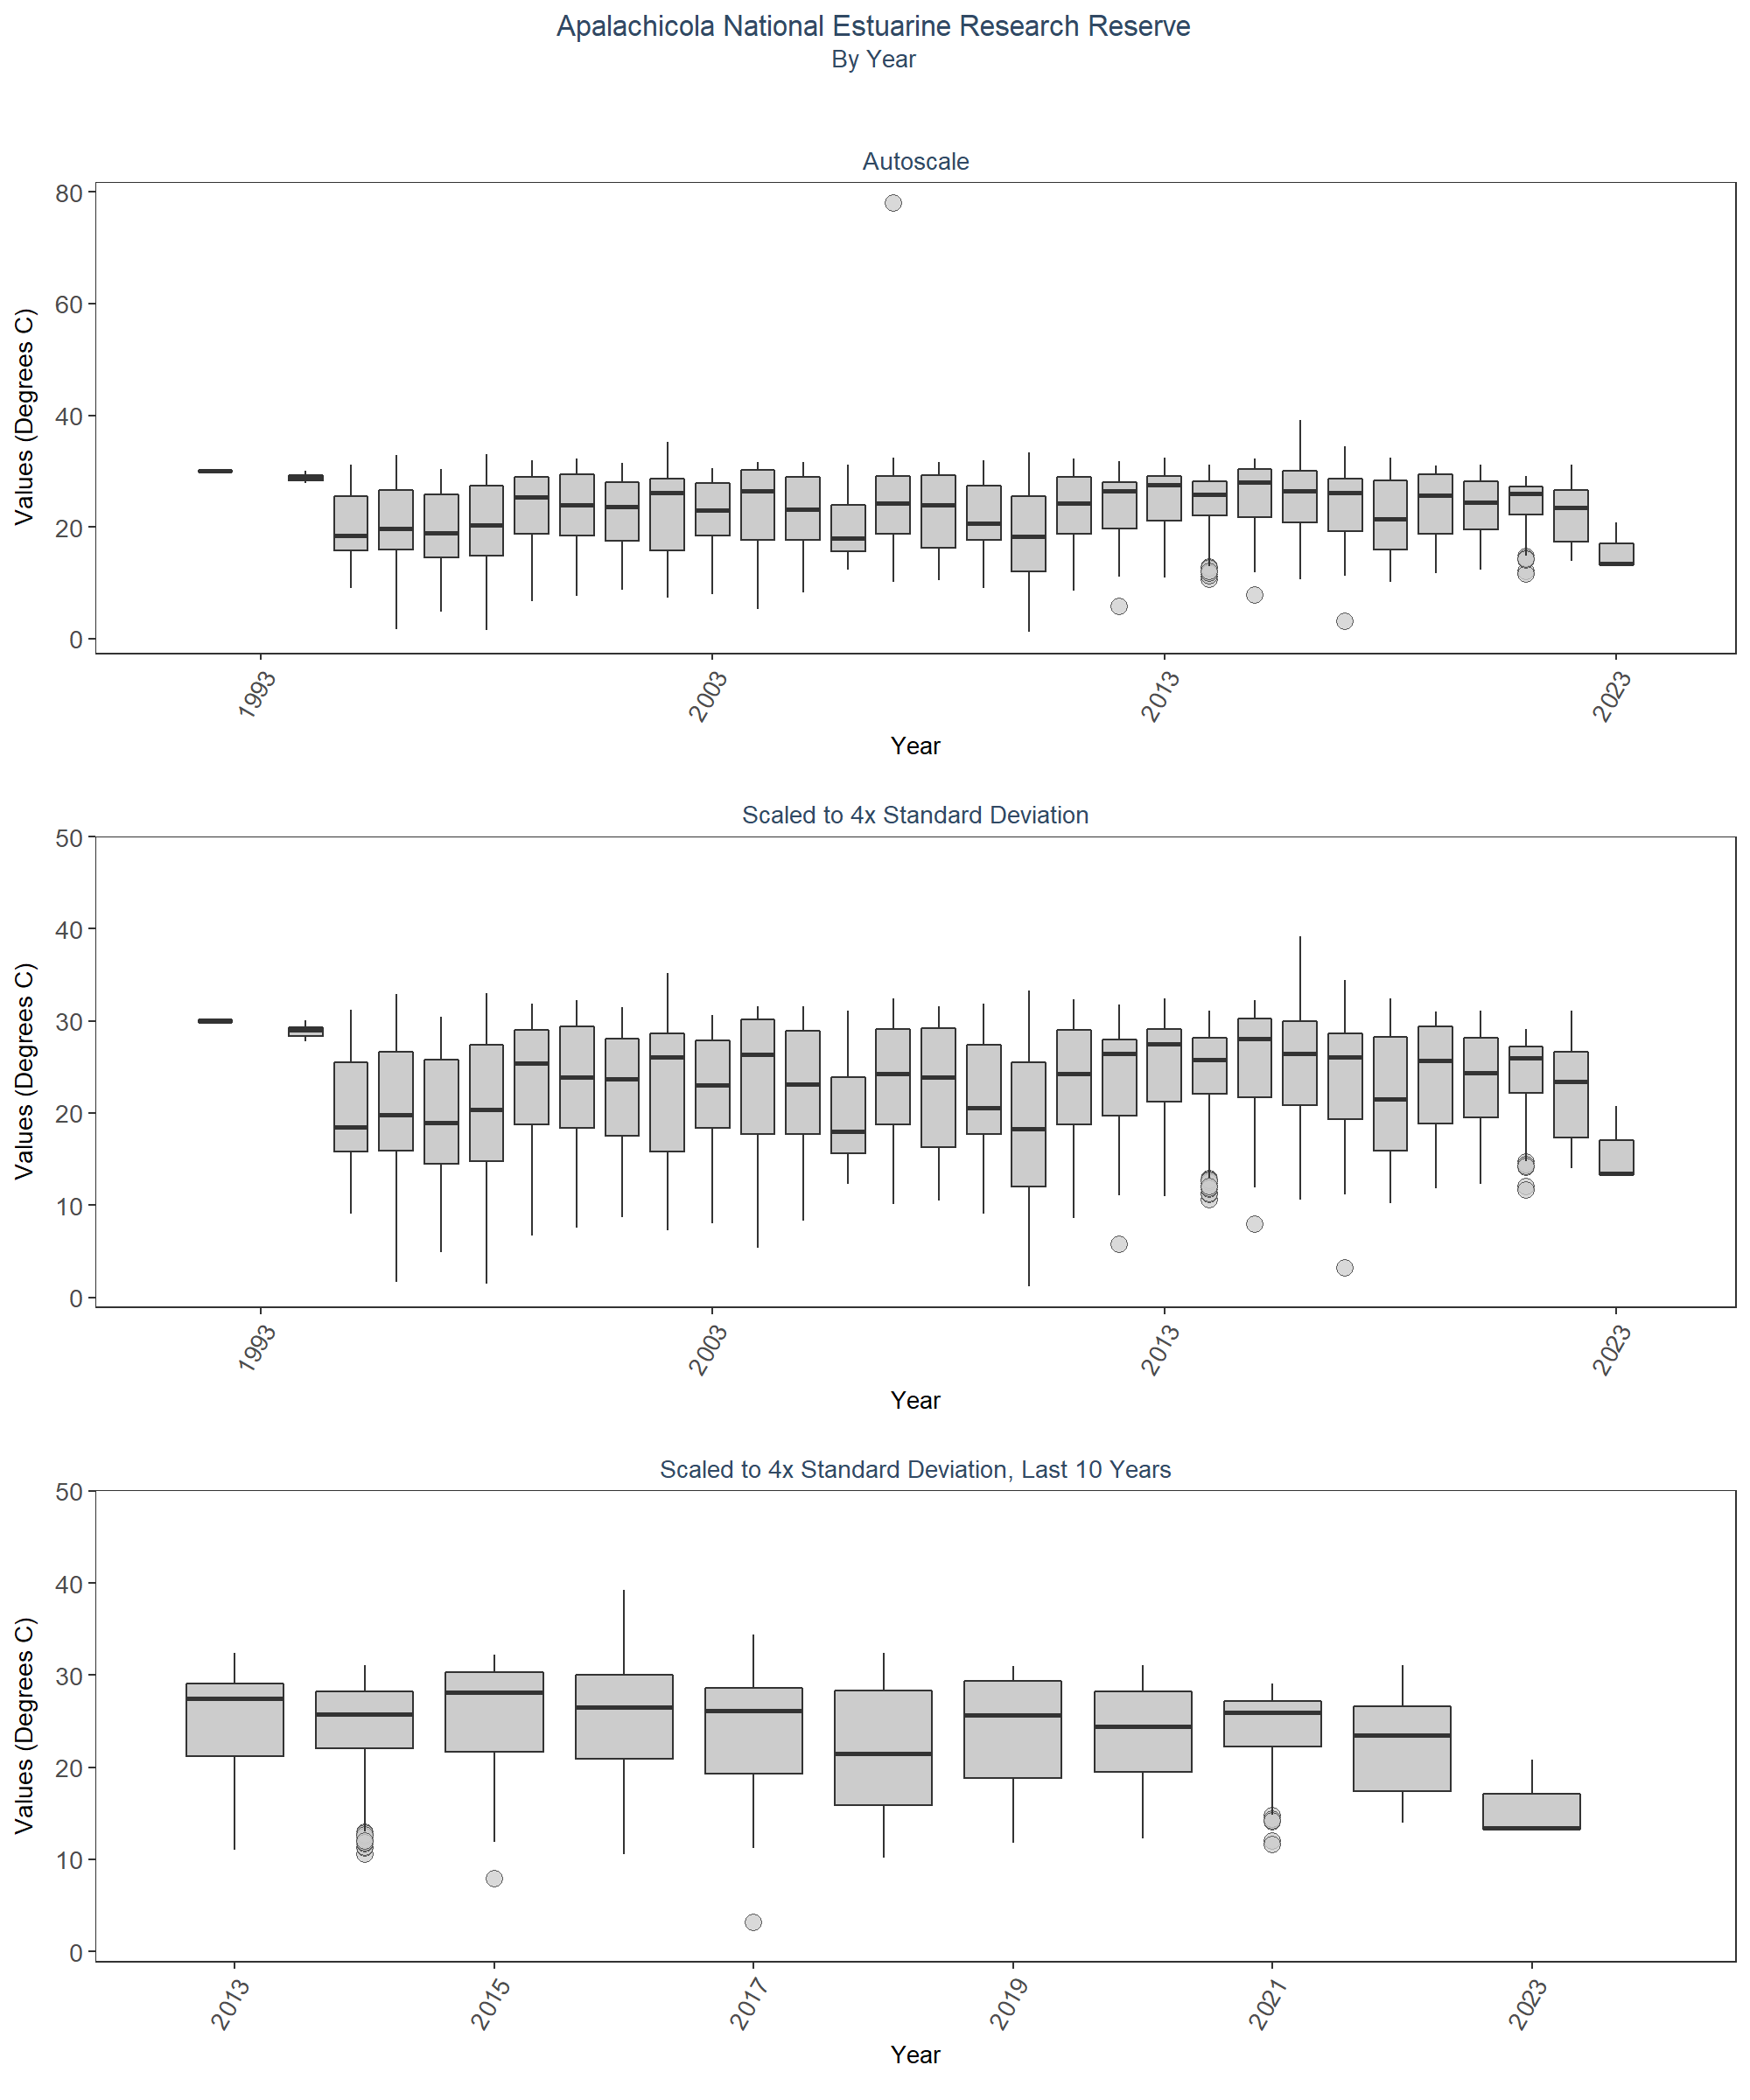 Apalachicola National Estuarine Research Reserve
By Year
Autoscale
Values (Degrees C)
80
60
40
20
0
1993
2003
2013
2023
Year
Scaled to 4x Standard Deviation
Values (Degrees C)
50
40
30
20
10
0
1993
2003
2013
2023
Year
Scaled to 4x Standard Deviation, Last 10 Years
Values (Degrees C)
50
40
30
20
10
0
2013
2015
2017
2019
2021
2023
Year